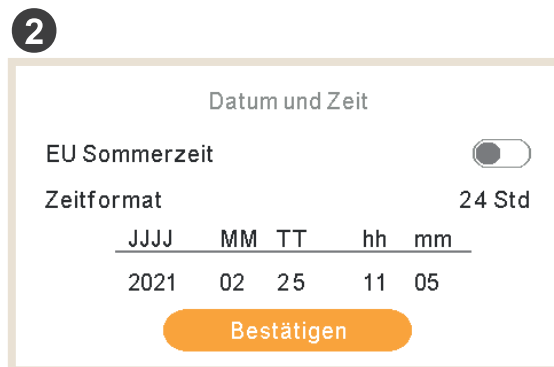 2
Datum und Zeit
EU Sommerzeit
Zeitformat 24 Std
JJJJ MM TT hh mm
2021 02 25 11 05
Bestätigen